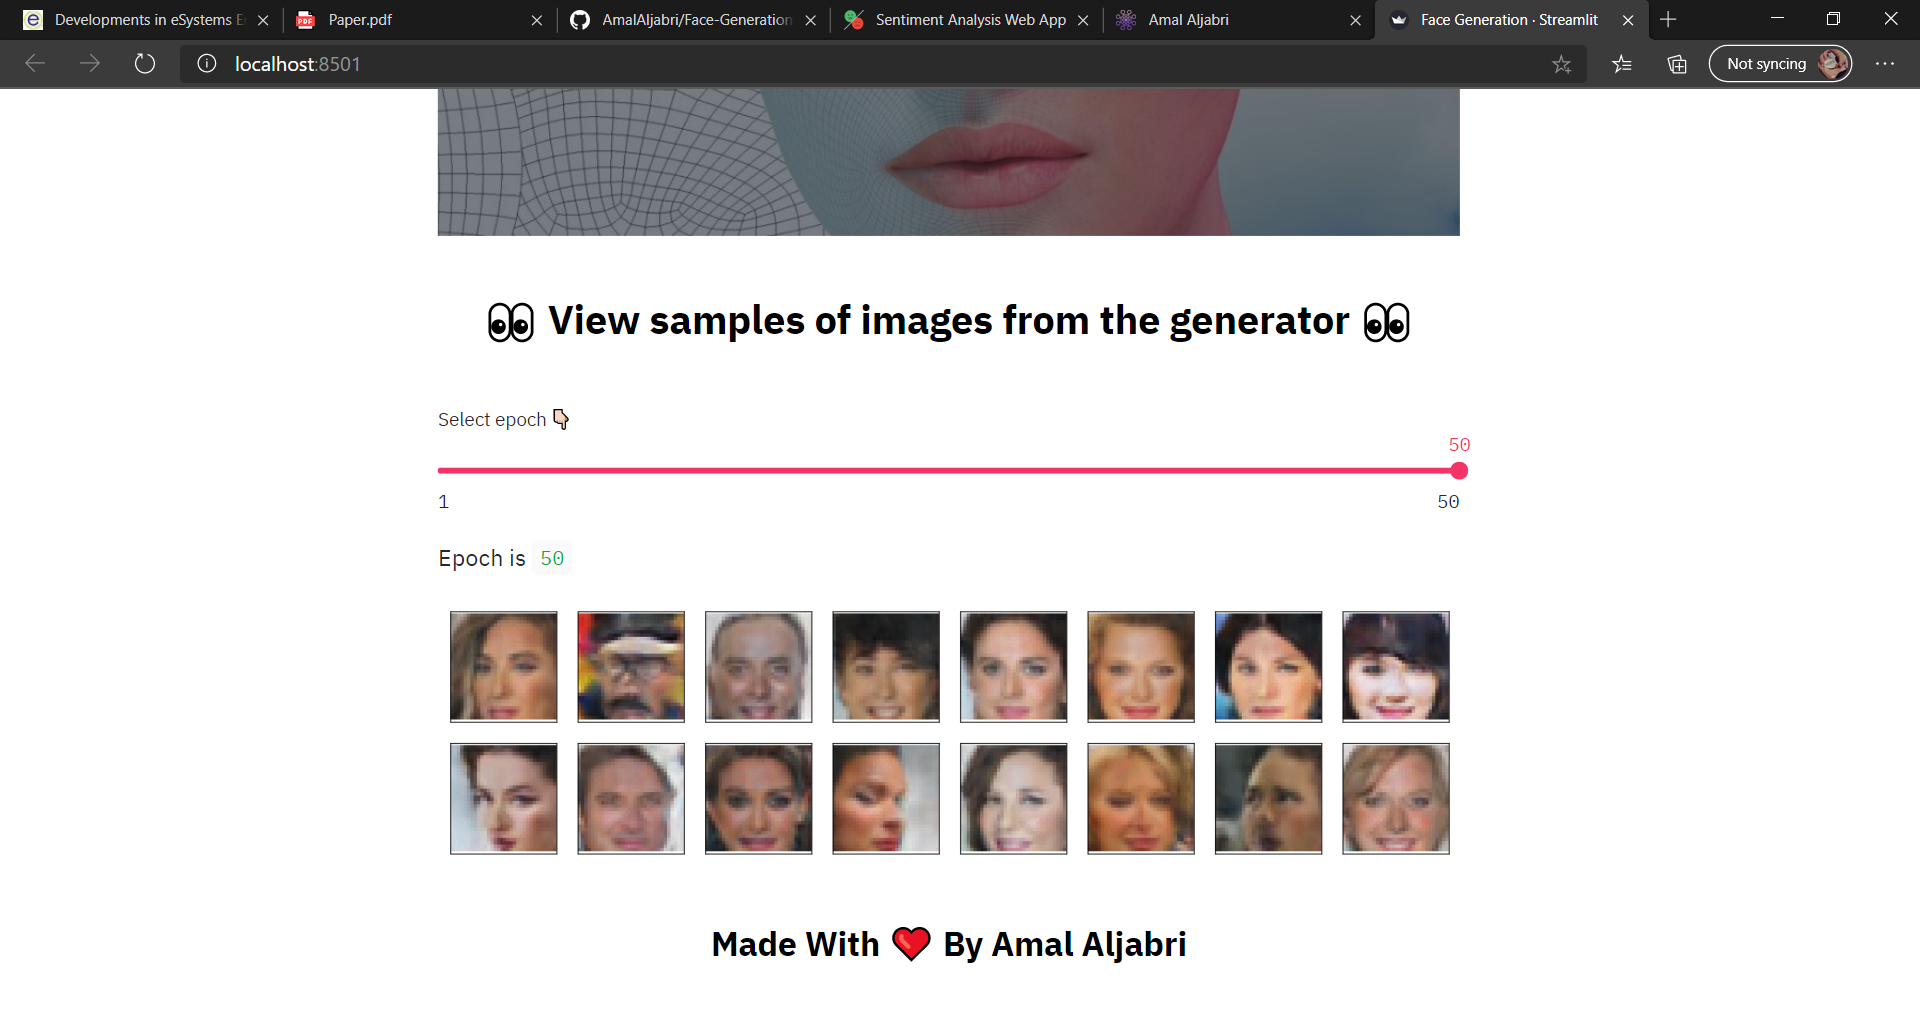 Developments in eSystems E
Paper.pdf
AmalAljabri/Face-Generation
Sentiment Analysis Web App
Amal Aljabri
Face Generation · Streamlit
localhost:8501
Not syncing
👀 View samples of images from the generator 👀
Select epoch 👇🏻
50
1
50
Epoch is 50
Made With ❤️ By Amal Aljabri